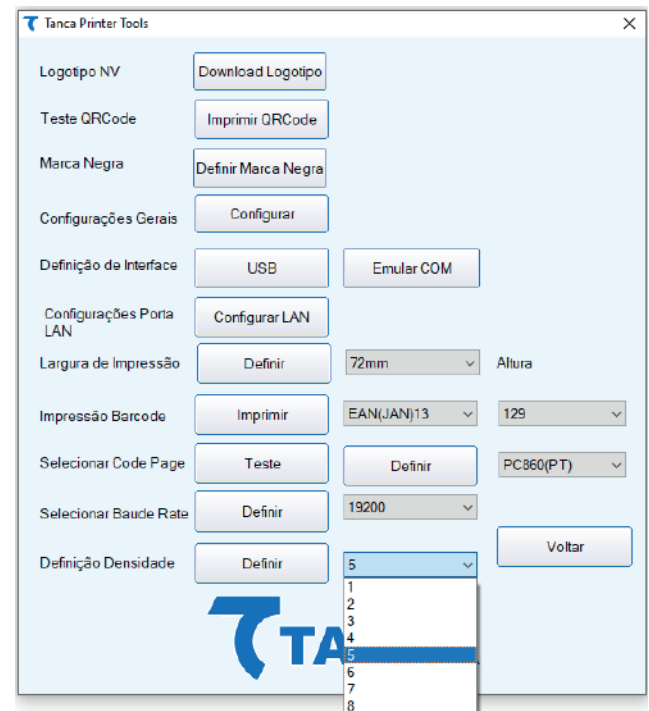 Tanca Printer Tools
Logotipo NV
Download Logotipo
Teste QRCode
Imprimir QRCode
Marca Negra
Definir Marca Negra
Configurações Gerais
Configurar
Definição de Interface
USB
Emular COM
Configurações Porta
LAN
Configurar LAN
Largura de Impressão
Definir
72mm
Altura
Impressão Barcode
Imprimir
EAN(JAN)13
129
Selecionar Code Page
Teste
Definir
PC860(PT)
Selecionar Baude Rate
Definir
19200
Voltar
Definição Densidade
Definir
5
1
2
3
4
5
6
7
8